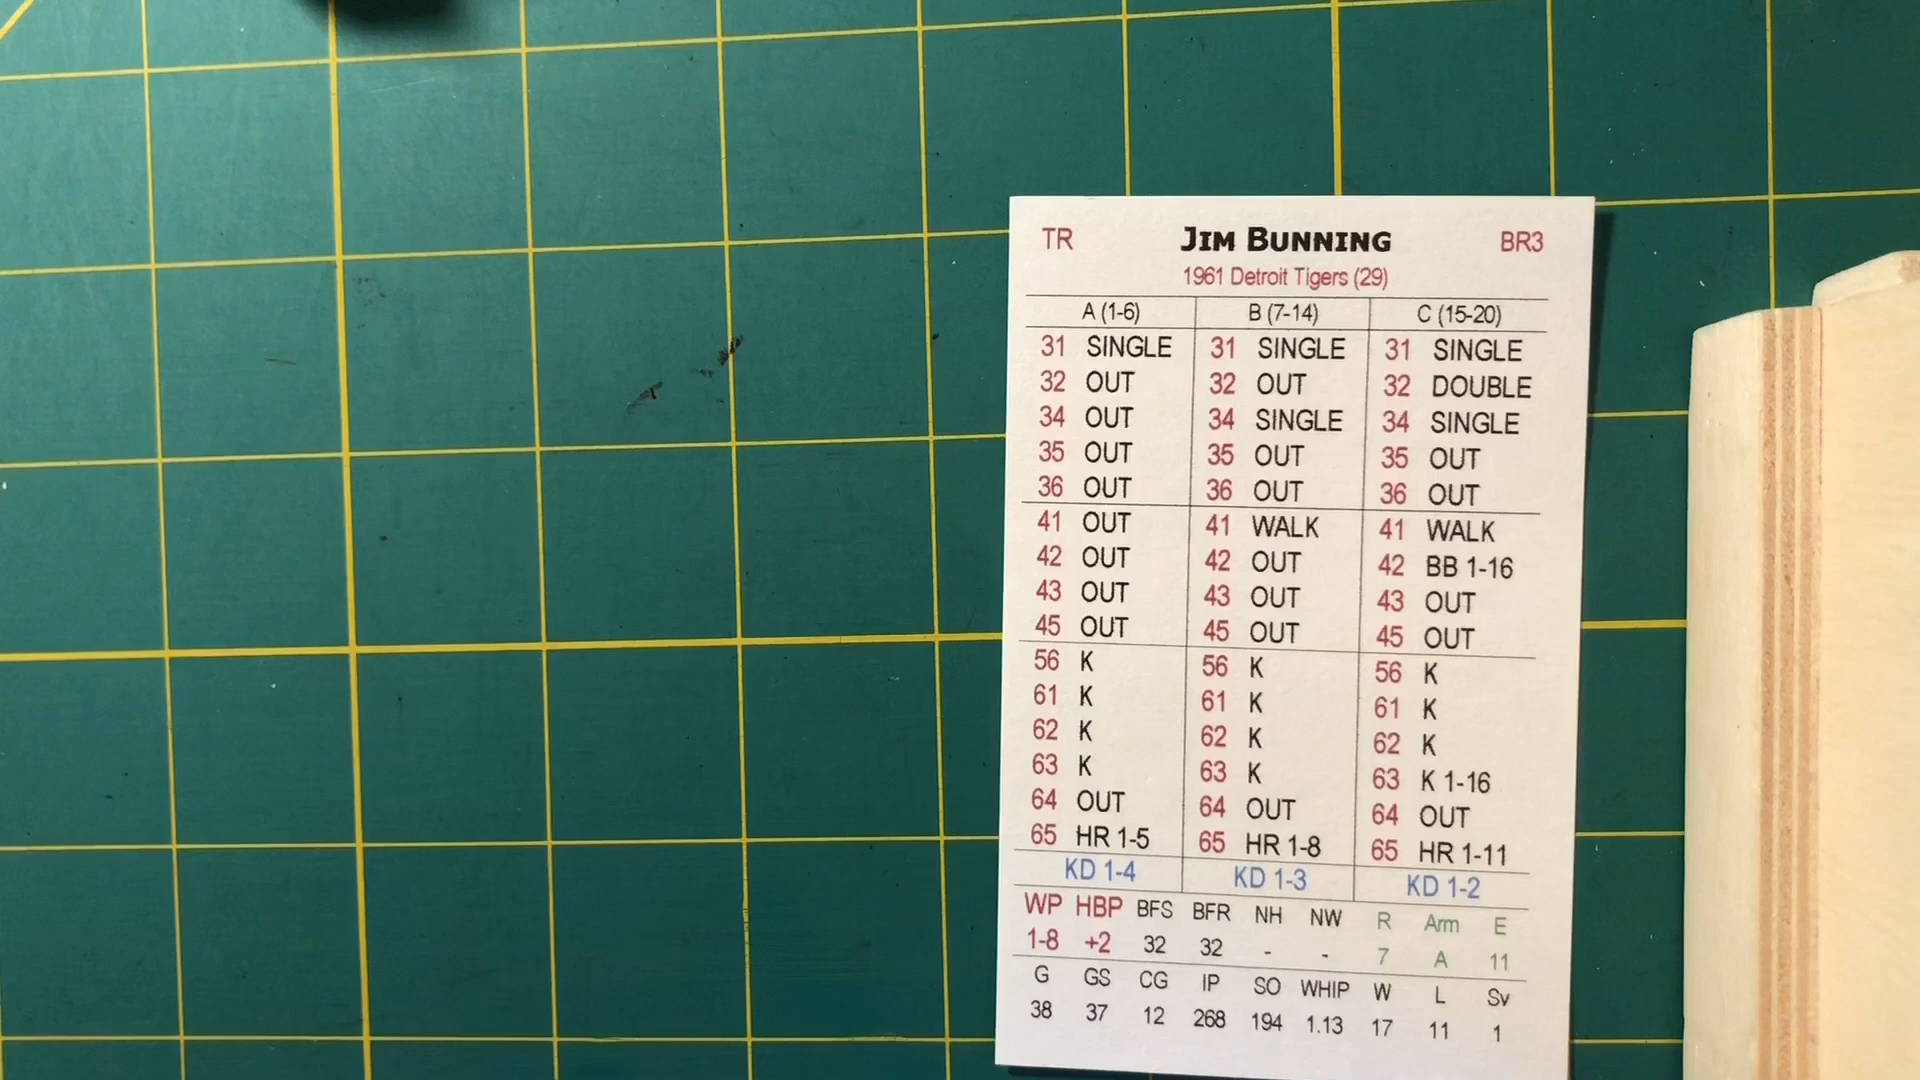 TR JIM BUNNING BR3
1961 Detroit Tigers (29)
A (1-6) B (7-14) C (15-20)
31 SINGLE 31 SINGLE 31 SINGLE
32 OUT 32 OUT 32 DOUBLE
34 OUT 34 SINGLE 34 SINGLE
35 OUT 35 OUT 35 OUT
36 OUT 36 OUT 36 OUT
41 OUT 41 WALK 41 WALK
42 OUT 42 OUT 42 BB 1-16
43 OUT 43 OUT 43 OUT
45 OUT 45 OUT 45 OUT
56 K 56 K 56 K
61 K 61 K 61 K
62 K 62 K 62 K
63 K 63 K 63 K 1-16
64 OUT 64 OUT 64 OUT
65 HR 1-5 65 HR 1-8 65 HR 1-11
KD 1-4 KD 1-3 KD 1-2
WP HBP BFS BFR NH NW R Arm E
1-8 +2 32 32 - - 7 A 11
G GS CG IP SO WHIP W L Sv
38 37 12 268 194 1.13 17 11 1